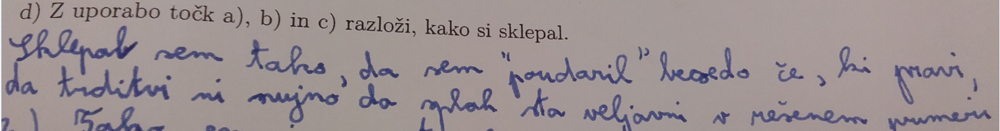 d) Z uporabo točk a), b) in c) razloži, kako si sklepal.
Sklepal sem tako, da sem "poudaril" besedo če, ki pravi,
da trditvi ni nujno da sploh sta veljavni v rešenem primeru